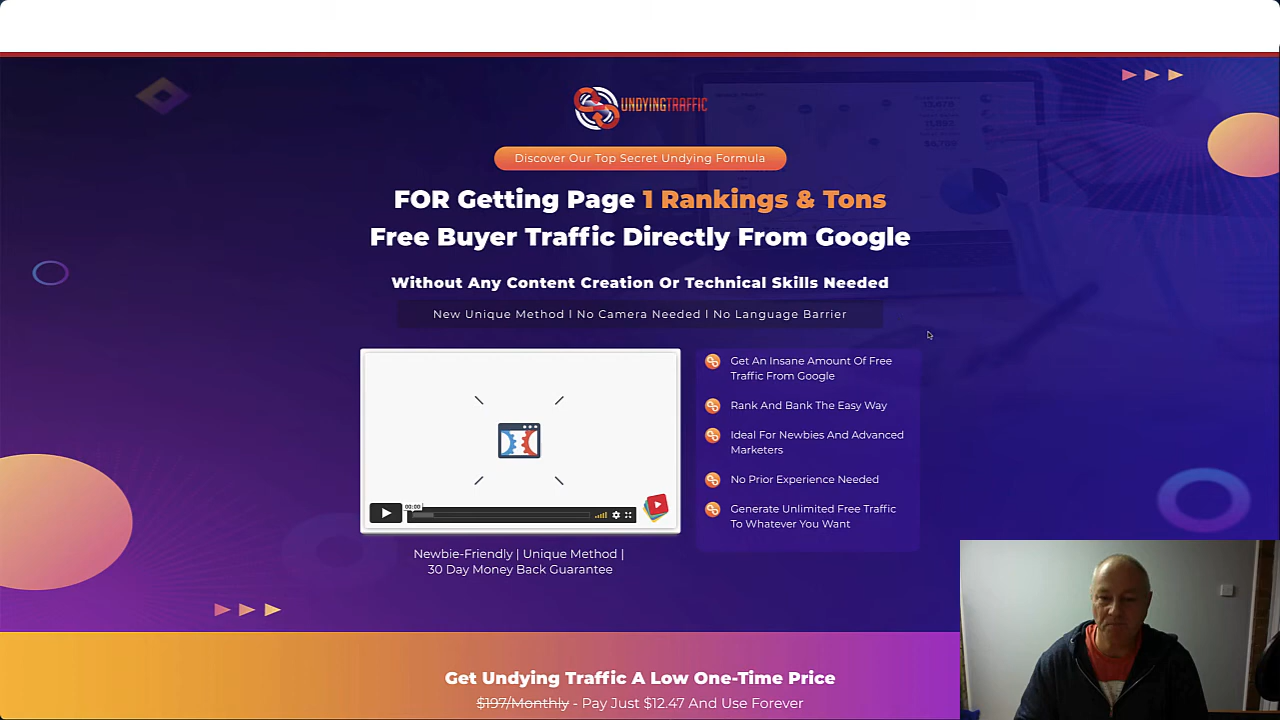 UNDYINGTRAFFIC
Discover Our Top Secret Undying Formula
FOR Getting Page 1 Rankings & Tons
Free Buyer Traffic Directly From Google
Without Any Content Creation Or Technical Skills Needed
New Unique Method I No Camera Needed I No Language Barrier
00:00
Newbie-Friendly | Unique Method |
30 Day Money Back Guarantee
Get An Insane Amount Of Free
Traffic From Google
Rank And Bank The Easy Way
Ideal For Newbies And Advanced
Marketers
No Prior Experience Needed
Generate Unlimited Free Traffic
To Whatever You Want
Get Undying Traffic A Low One-Time Price
$197/Monthly - Pay Just $12.47 And Use Forever